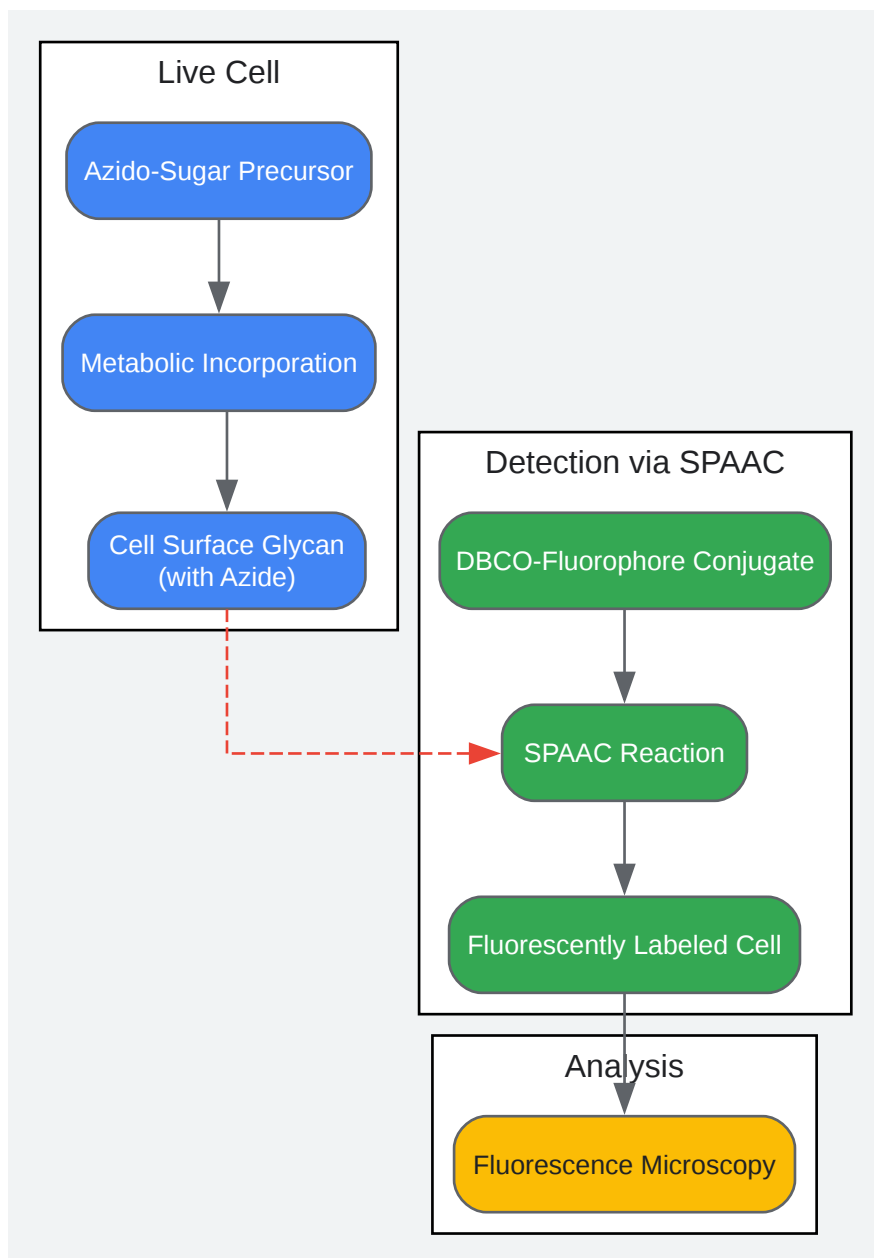 Live Cell
Azido-Sugar Precursor
Metabolic Incorporation
Cell Surface Glycan
(with Azide)
Detection via SPAAC
DBCO-Fluorophore Conjugate
SPAAC Reaction
Fluorescently Labeled Cell
Analysis
Fluorescence Microscopy